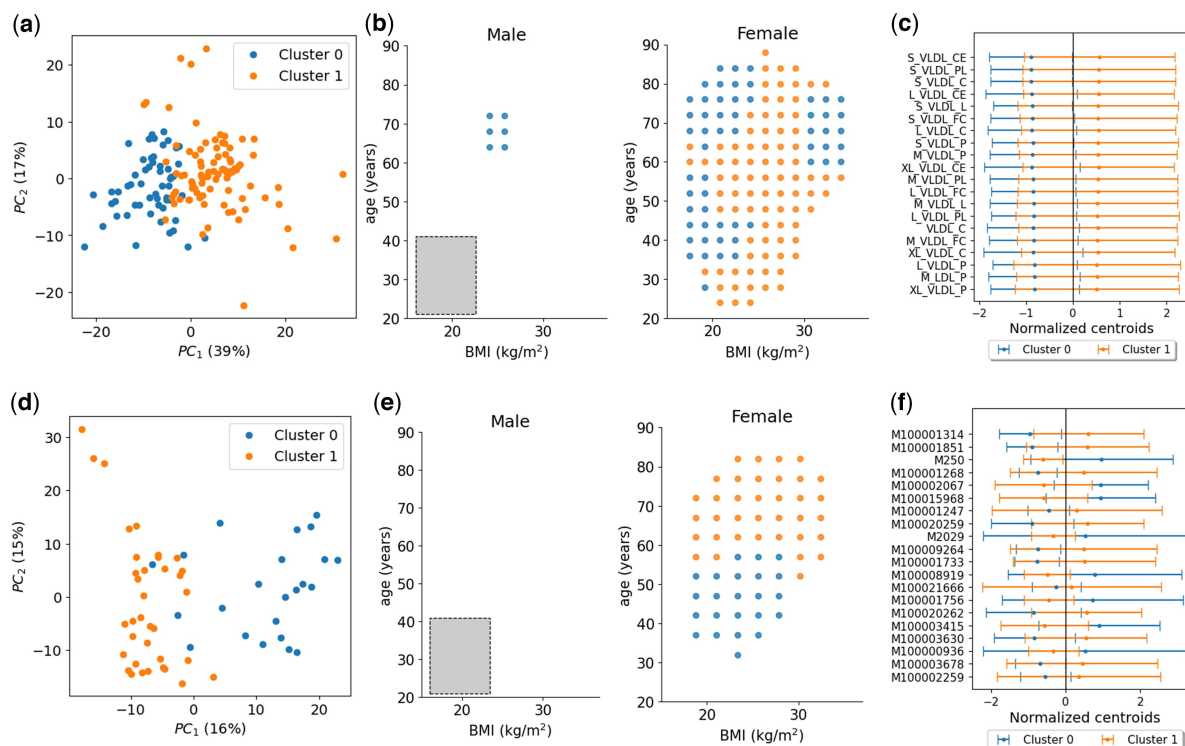 (a)
Cluster 0
Cluster 1
20
10
0
−10
−20
PC2 (17%)
−20
0
20
PC1 (39%)
(b)
Male
90
80
70
60
50
40
30
20
age (years)
20
30
BMI (kg/m²)
Female
90
80
70
60
50
40
30
20
age (years)
20
30
BMI (kg/m²)
(c)
S_VLDL_CE
S_VLDL_PL
S_VLDL_C
L_VLDL_CE
S_VLDL_L
S_VLDL_FC
L_VLDL_C
S_VLDL_P
M_VLDL_P
XL_VLDL_CE
M_VLDL_PL
L_VLDL_FC
M_VLDL_L
L_VLDL_PL
VLDL_C
M_VLDL_FC
XL_VLDL_C
L_VLDL_P
M_LDL_P
XL_VLDL_P
−2
−1
0
1
2
Normalized centroids
Cluster 0
Cluster 1
(d)
Cluster 0
Cluster 1
30
20
10
0
−10
PC2 (15%)
−10
0
10
20
PC1 (16%)
(e)
Male
90
80
70
60
50
40
30
20
age (years)
20
30
BMI (kg/m²)
Female
90
80
70
60
50
40
30
20
age (years)
20
30
BMI (kg/m²)
(f)
M100001314
M100001851
M250
M100001268
M100002067
M100015968
M100001247
M100020259
M2029
M100009264
M100001733
M100008919
M100021666
M100001756
M100020262
M100003415
M100003630
M100000936
M100003678
M100002259
−2
0
2
Normalized centroids
Cluster 0
Cluster 1